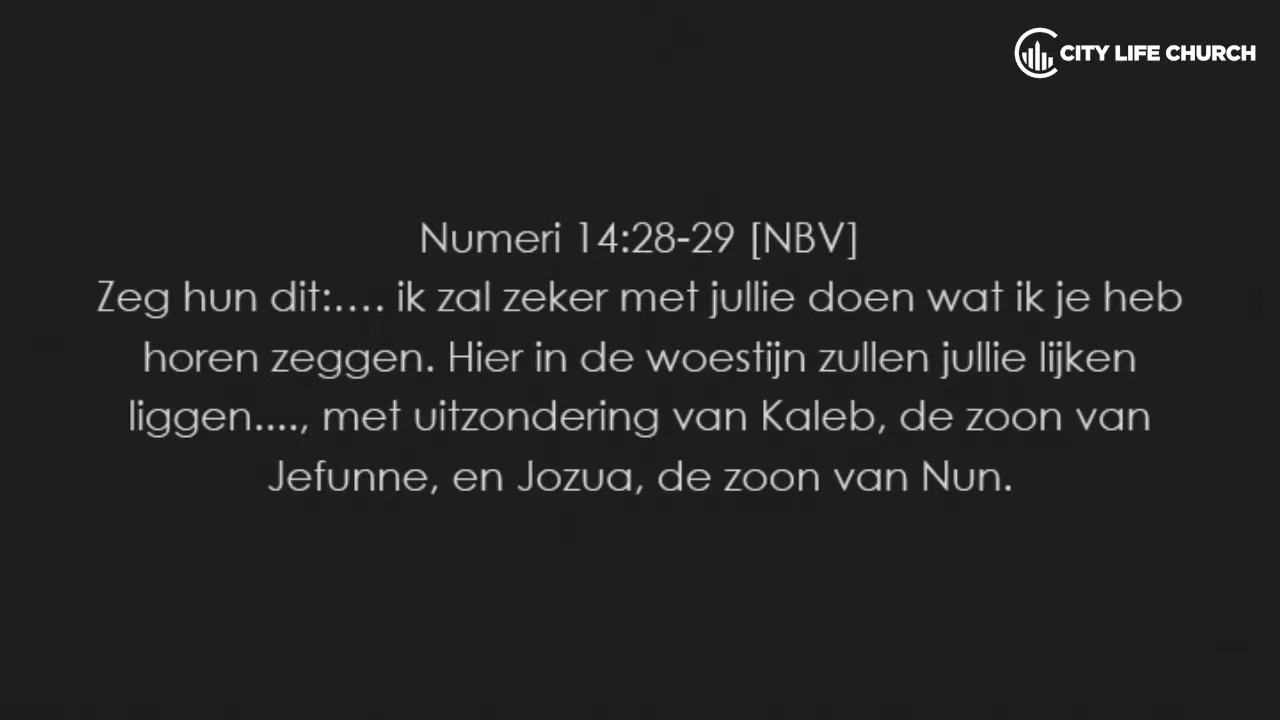 CITY LIFE CHURCH
Numeri 14:28-29 [NBV]
Zeg hun dit:.... ik zal zeker met jullie doen wat ik je heb
horen zeggen. Hier in de woestijn zullen jullie lijken
liggen...., met uitzondering van Kaleb, de zoon van
Jefunne, en Jozua, de zoon van Nun.